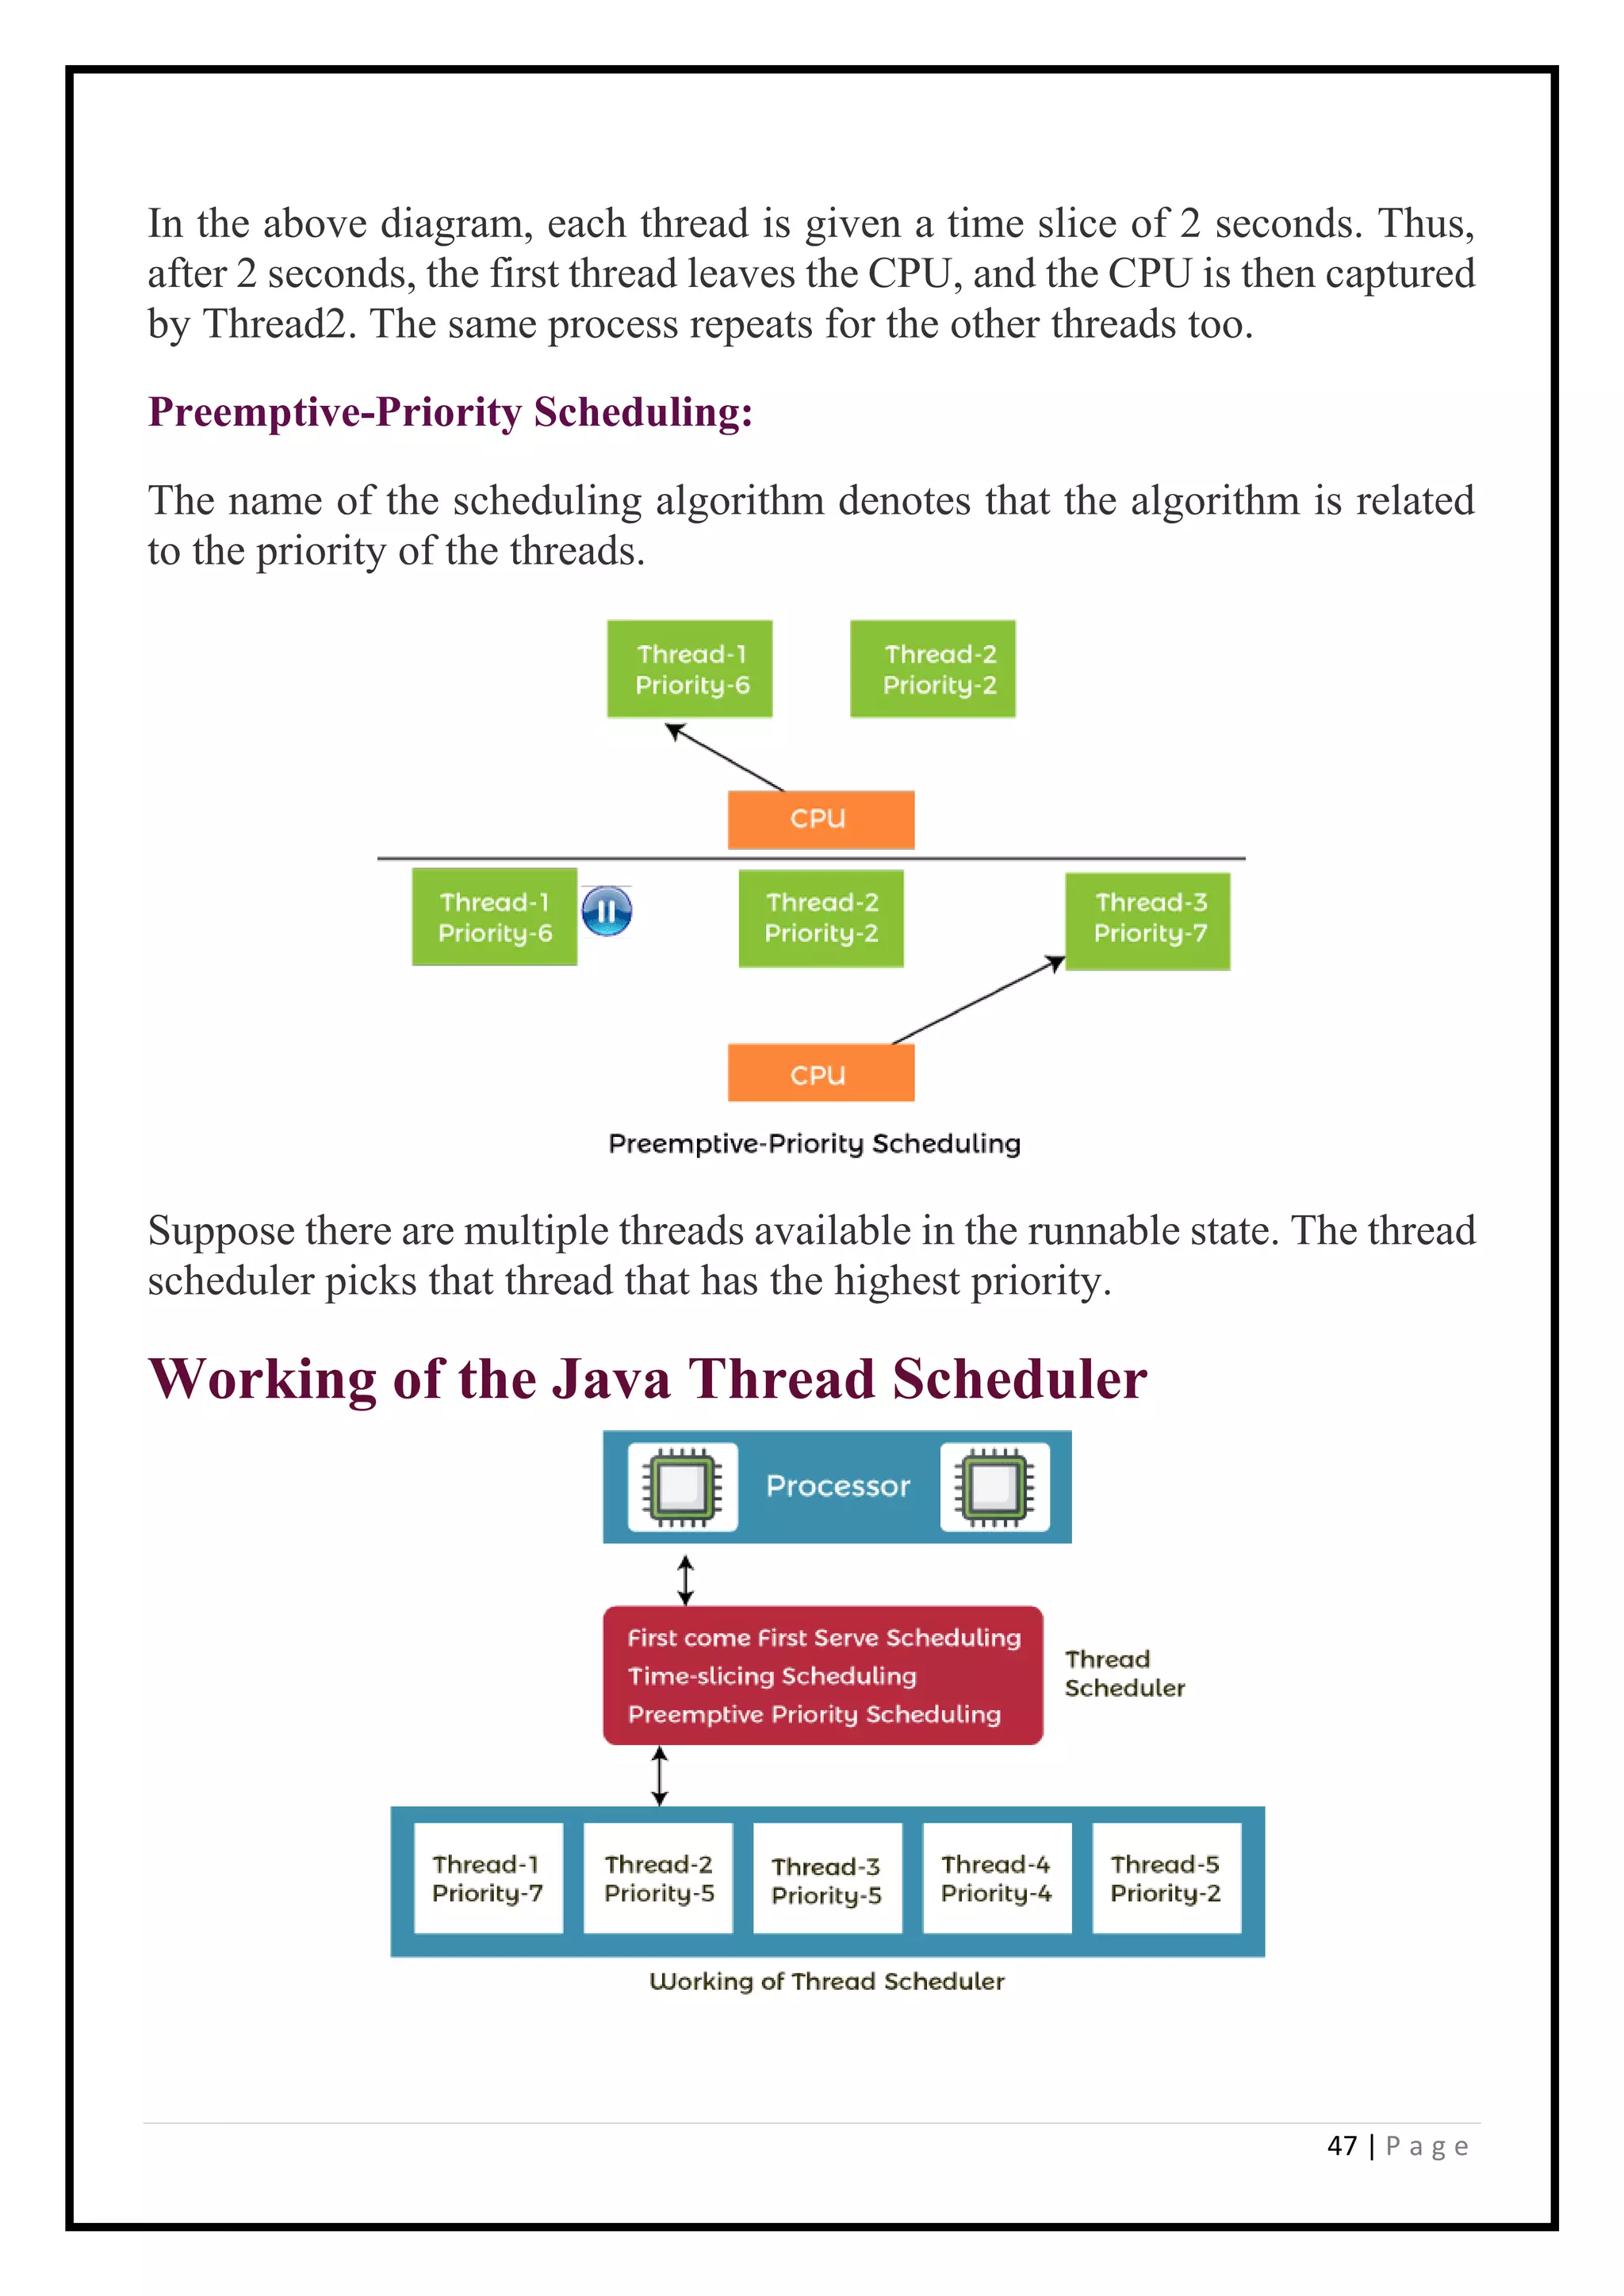 In the above diagram, each thread is given a time slice of 2 seconds. Thus,
after 2 seconds, the first thread leaves the CPU, and the CPU is then captured
by Thread2. The same process repeats for the other threads too.
Preemptive-Priority Scheduling:
The name of the scheduling algorithm denotes that the algorithm is related
to the priority of the threads.
Thread-1
Priority-6
Thread-2
Priority-2
CPU
Thread-1
Priority-6
Thread-2
Priority-2
Thread-3
Priority-7
CPU
Preemptive-Priority Scheduling
Suppose there are multiple threads available in the runnable state. The thread
scheduler picks that thread that has the highest priority.
Working of the Java Thread Scheduler
Processor
First come First Serve Scheduling
Time-slicing Scheduling
Preemptive Priority Scheduling
Thread
Scheduler
Thread-1
Priority-7
Thread-2
Priority-5
Thread-3
Priority-5
Thread-4
Priority-4
Thread-5
Priority-2
Working of Thread Scheduler
47 | P a g e